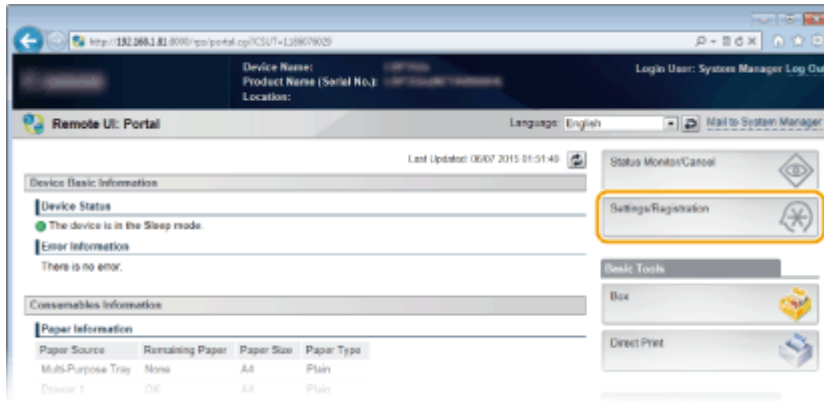 http://192.168.1.81:8000/rps/portal.cgi?CSUT=1186076029
Device Name:
Product Name (Serial No.):
Location:
Login User: System Manager Log Out
Remote UI: Portal
Language: English
Mail to System Manager
Last Updated: 06/07 2015 01:51:40
Status Monitor/Cancel
Device Basic Information
Device Status
Settings/Registration
The device is in the Sleep mode.
Error Information
There is no error.
Basic Tools
Box
Consumables Information
Paper Information
Direct Print
Paper Source Remaining Paper Paper Size Paper Type
Multi-Purpose Tray None A4 Plain
Drawer 1 OK A4 Plain